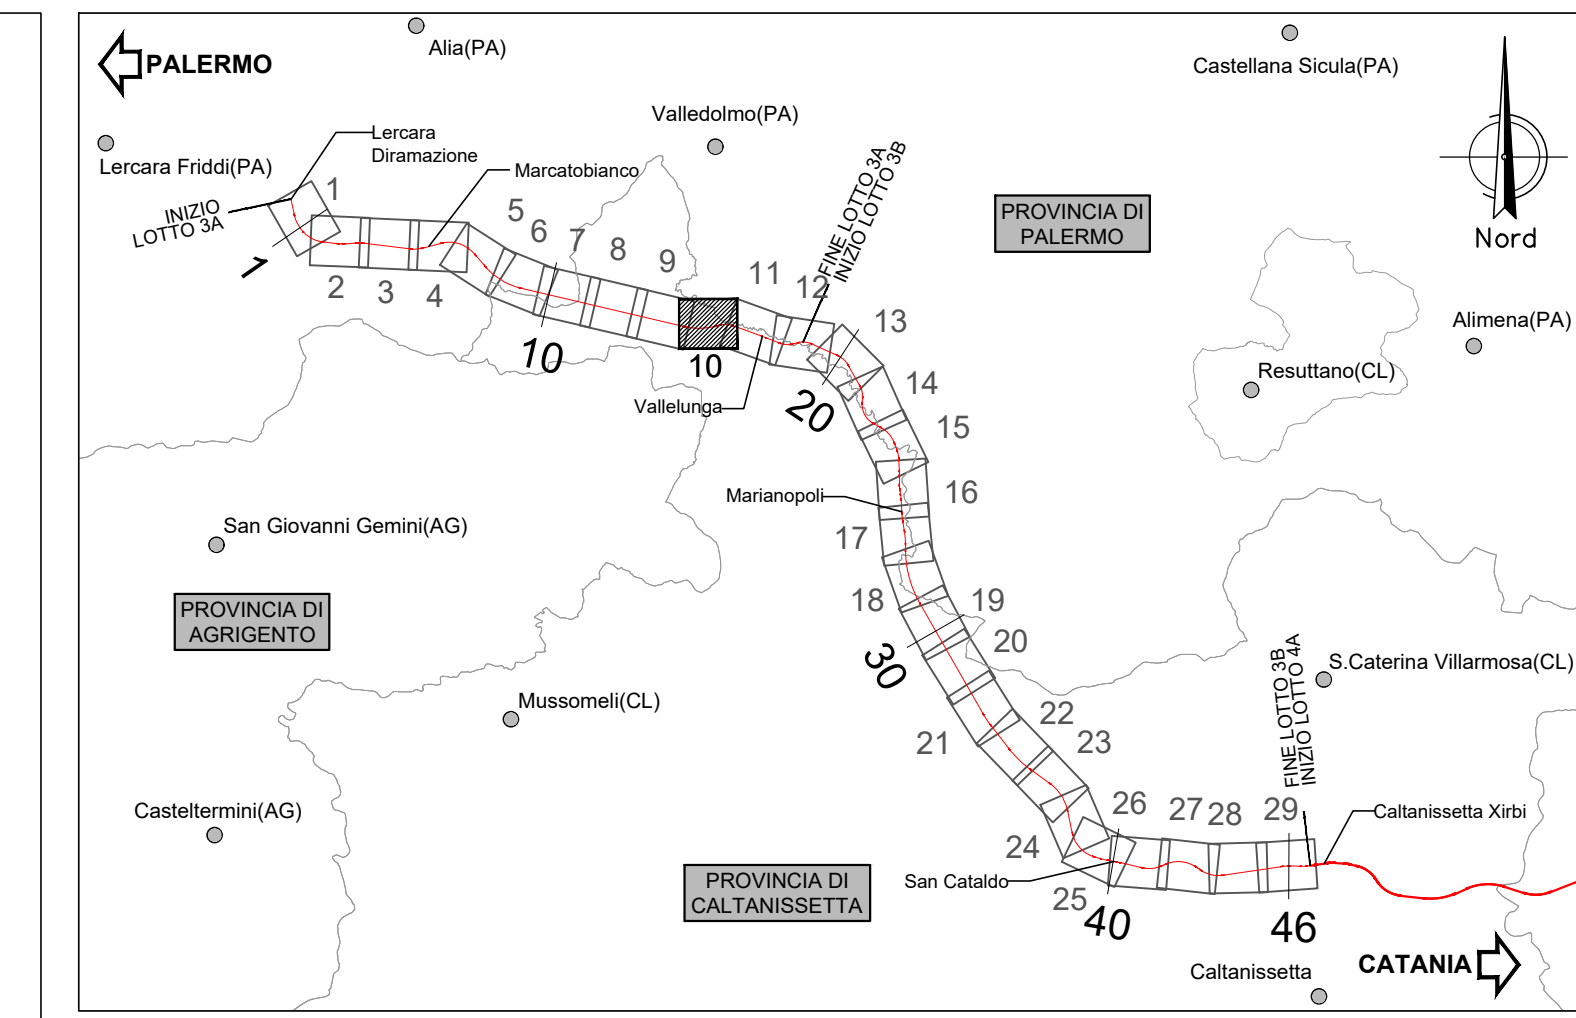 PALERMO
Alia(PA)
Castellana Sicula(PA)
Valledolmo(PA)
Lercara
Diramazione
Lercara Friddi(PA)
Marcatobianco
INIZIO
LOTTO 3A
FINE LOTTO 3A
INIZIO LOTTO 3B
PROVINCIA DI
PALERMO
Nord
1
1
2
3
4
5
6
7
8
9
10
10
11
12
13
20
14
15
Vallelunga
Alimena(PA)
Resuttano(CL)
Marianopoli
16
17
San Giovanni Gemini(AG)
PROVINCIA DI
AGRIGENTO
18
19
20
30
Mussomeli(CL)
21
22
23
FINE LOTTO 3B
INIZIO LOTTO 4A
S.Caterina Villarmosa(CL)
Casteltermini(AG)
24
25
26
27
28
29
Caltanissetta Xirbi
San Cataldo
PROVINCIA DI
CALTANISSETTA
40
46
Caltanissetta
CATANIA